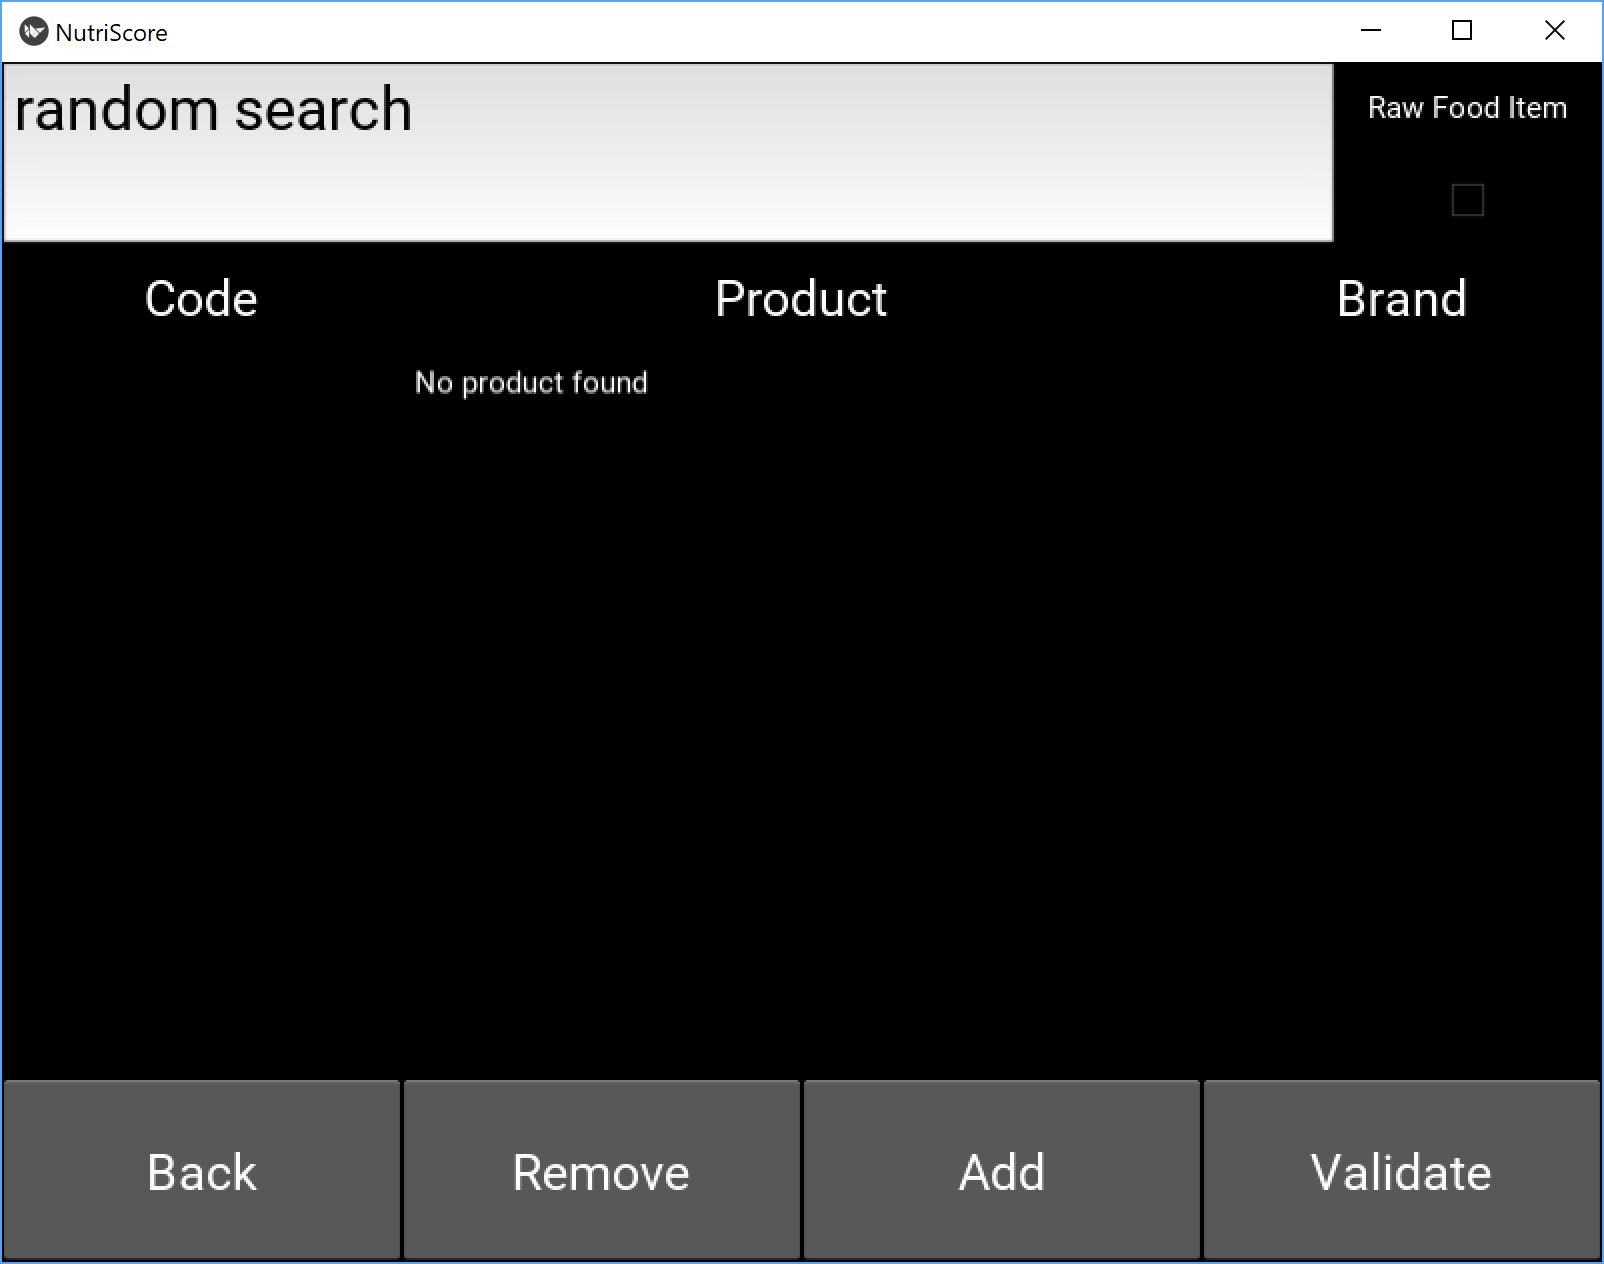 NutriScore
random search
Raw Food Item
Code Product Brand
No product found
Back Remove Add Validate